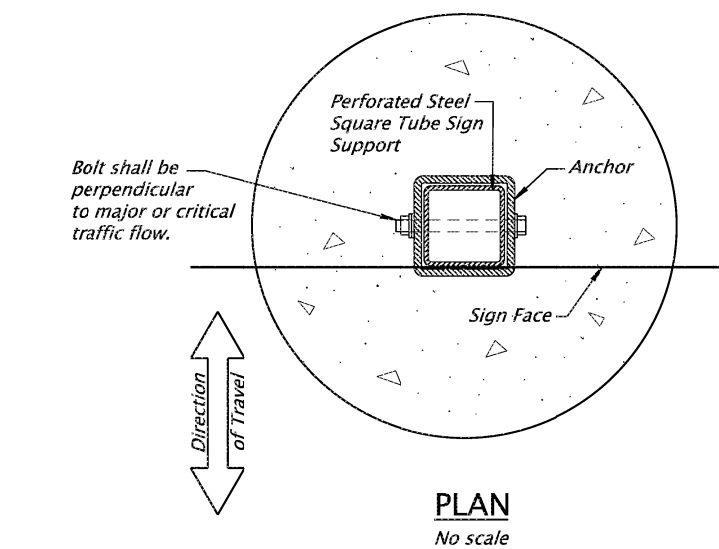 Perforated Steel
Square Tube Sign
Support
Bolt shall be
perpendicular
to major or critical
traffic flow.
Anchor
Sign Face
Direction
of Travel
PLAN
No scale